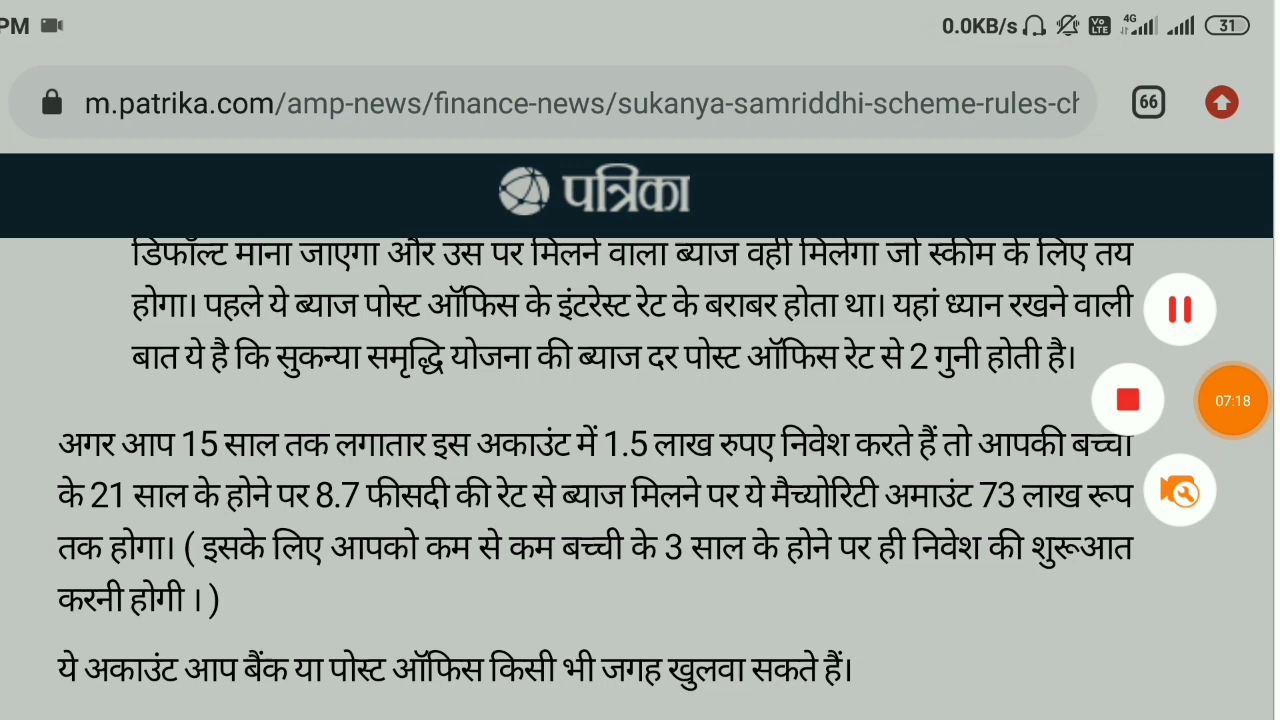 PM
0.0KB/s 4G Vo LTE 31
m.patrika.com/amp-news/finance-news/sukanya-samriddhi-scheme-rules-ch 66
पत्रिका
डिफॉल्ट माना जाएगा और उस पर मिलने वाला ब्याज वही मिलेगा जो स्कीम के लिए तय
होगा। पहले ये ब्याज पोस्ट ऑफिस के इंटरेस्ट रेट के बराबर होता था। यहां ध्यान रखने वाली
बात ये है कि सुकन्या समृद्धि योजना की ब्याज दर पोस्ट ऑफिस रेट से 2 गुनी होती है।
07:18
अगर आप 15 साल तक लगातार इस अकाउंट में 1.5 लाख रुपए निवेश करते हैं तो आपकी बच्ची
के 21 साल के होने पर 8.7 फीसदी की रेट से ब्याज मिलने पर ये मैच्योरिटी अमाउंट 73 लाख रूप
तक होगा। ( इसके लिए आपको कम से कम बच्ची के 3 साल के होने पर ही निवेश की शुरूआत
करनी होगी । )
ये अकाउंट आप बैंक या पोस्ट ऑफिस किसी भी जगह खुलवा सकते हैं।